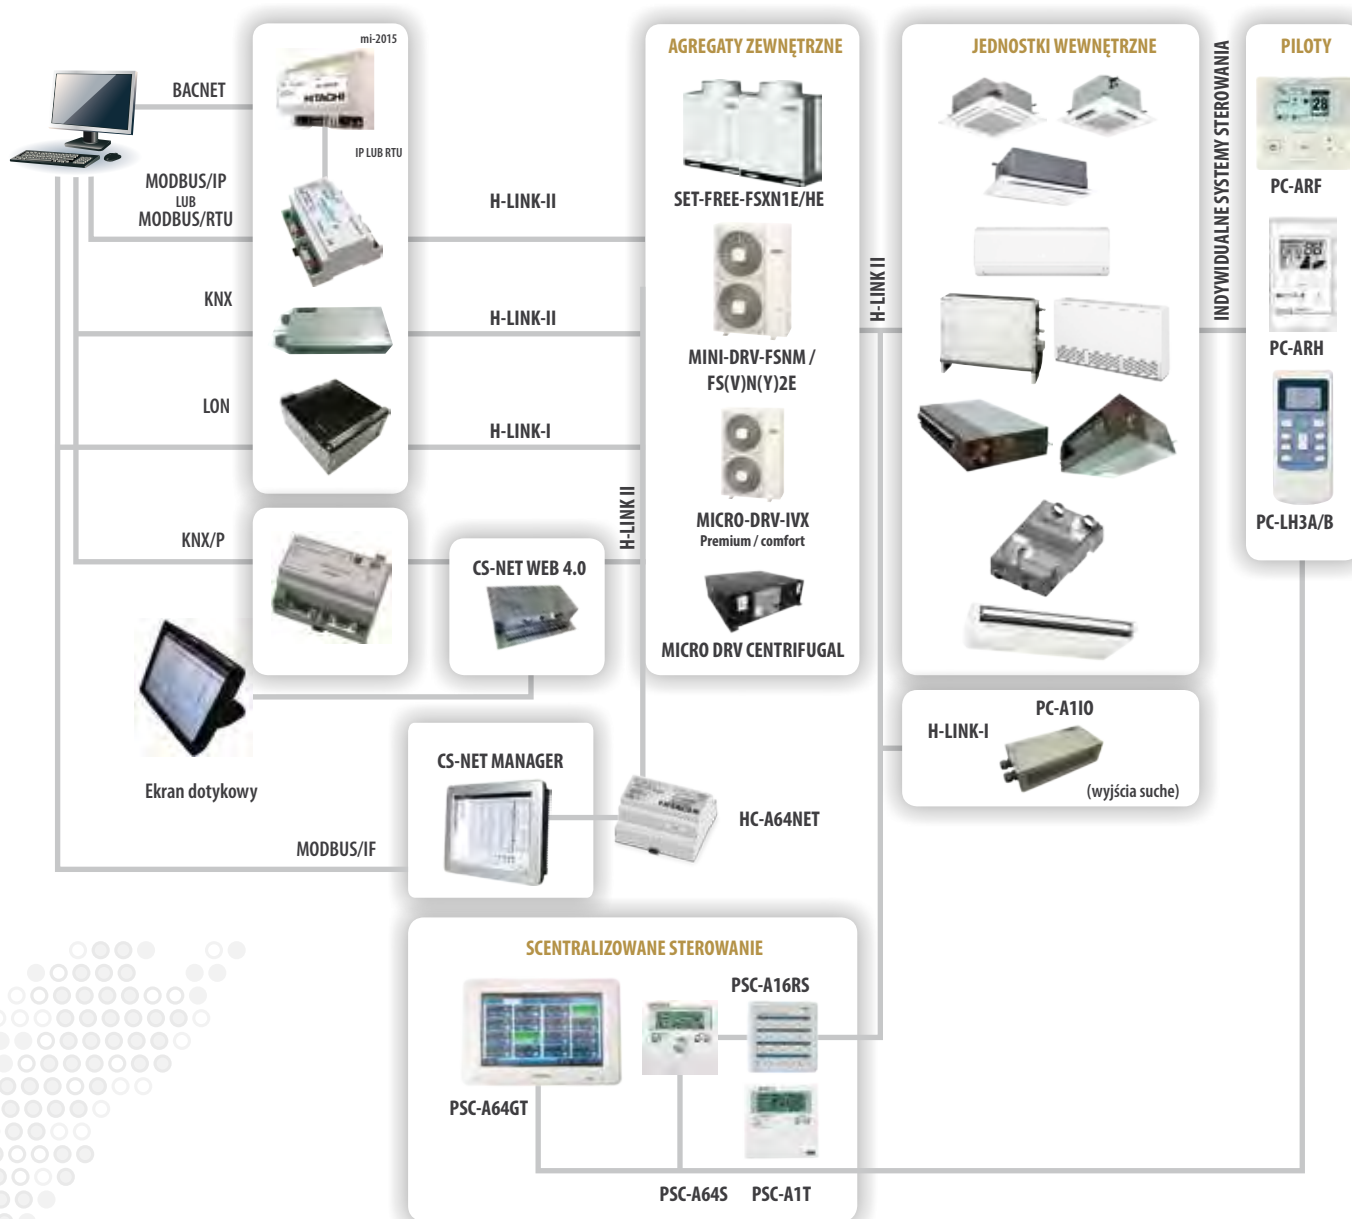 mi-2015
BACNET
HITACHI
IP LUB RTU
MODBUS/IP
LUB
MODBUS/RTU
KNX
LON
KNX/P
H-LINK-II
H-LINK-II
H-LINK-I
H-LINK II
CS-NET WEB 4.0
Ekran dotykowy
CS-NET MANAGER
MODBUS/IF
HC-A64NET
AGREGATY ZEWNĘTRZNE
SET-FREE-FSXN1E/HE
MINI-DRV-FSNM /
FS(V)N(Y)2E
MICRO-DRV-IVX
Premium / comfort
MICRO DRV CENTRIFUGAL
H-LINK II
JEDNOSTKI WEWNĘTRZNE
PC-A1IO
H-LINK-I
(wyjścia suche)
INDYWIDUALNE SYSTEMY STEROWANIA
PILOTY
28
PC-ARF
PC-ARH
PC-LH3A/B
SCENTRALIZOWANE STEROWANIE
PSC-A16RS
PSC-A64GT
PSC-A64S
PSC-A1T